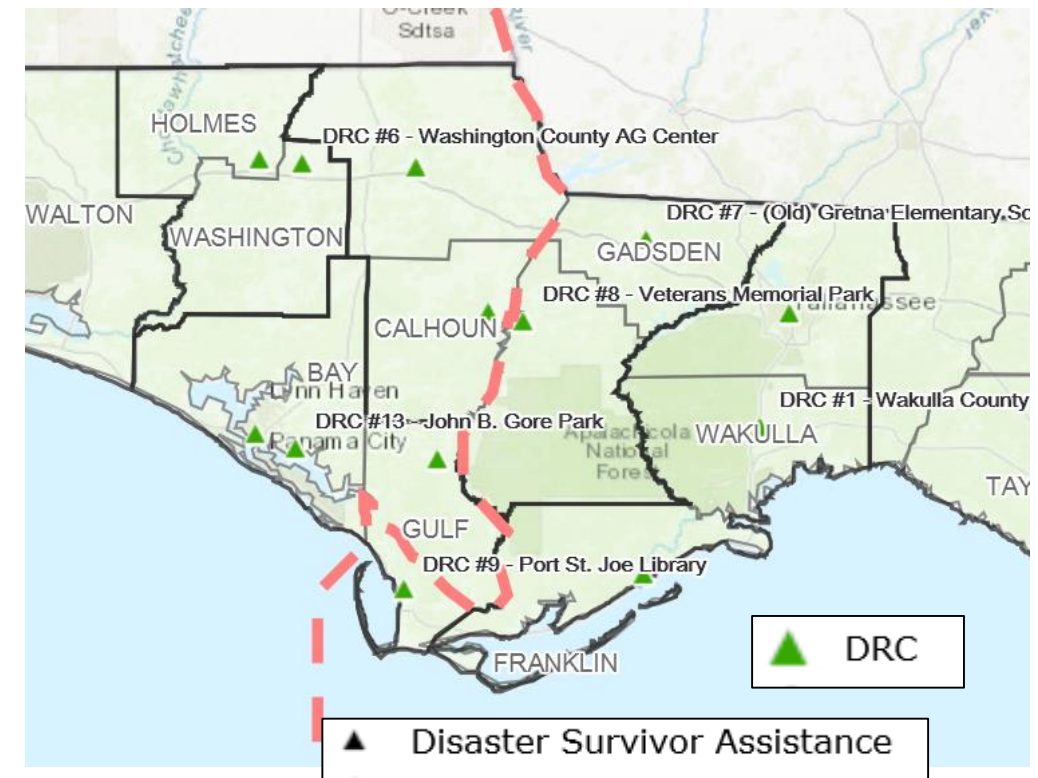 Sdtsa
River
HOLMES
DRC #6 - Washington County AG Center
WALTON
WASHINGTON
DRC #7 - (Old) Gretna Elementary Sc
GADSDEN
DRC #8 - Veterans Memorial Park
Tallahassee
CALHOUN
BAY
Lynn Haven
DRC #1 - Wakulla County
DRC #13 - John B. Gore Park
Panama City
Apalachicola
National
Forest
WAKULLA
TAY
GULF
DRC #9 - Port St. Joe Library
FRANKLIN
DRC
Disaster Survivor Assistance